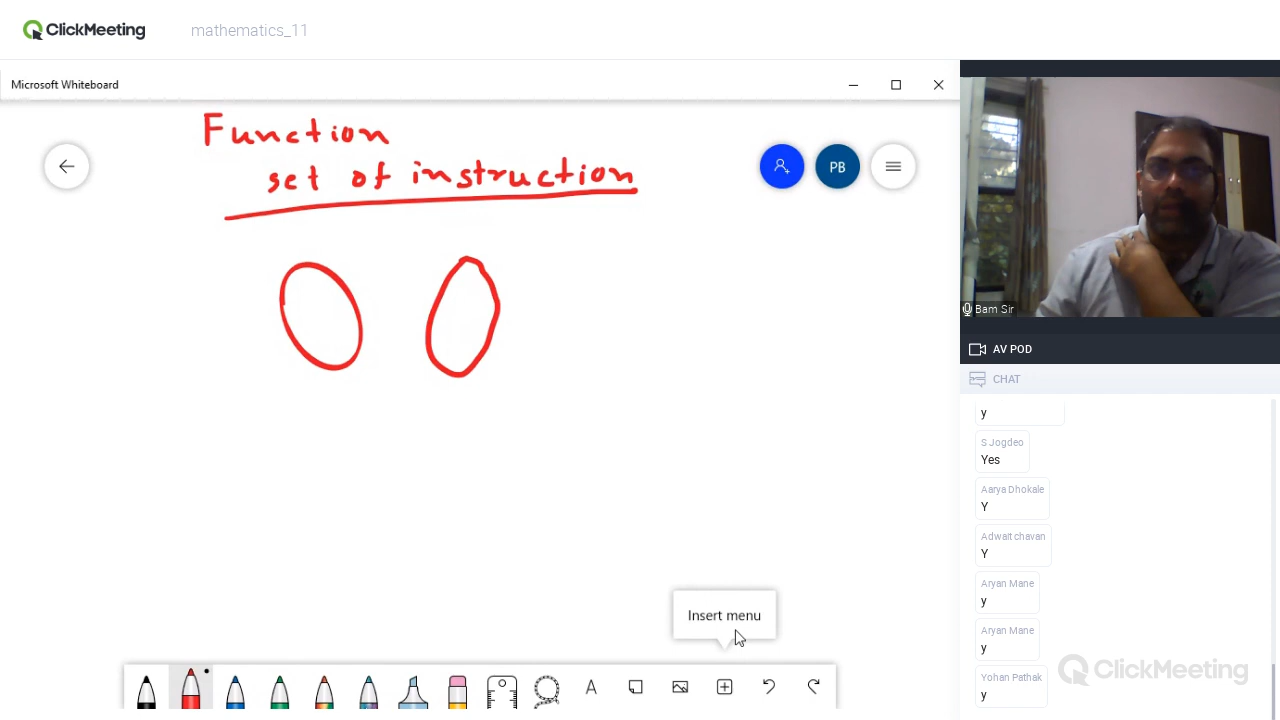 ClickMeeting
mathematics_11
Microsoft Whiteboard
Function
set of instruction
PB
Insert menu
A
Bam Sir
AV POD
CHAT
y
S Jogdeo
Yes
Aarya Dhokale
Y
Adwait chavan
Y
Aryan Mane
y
Aryan Mane
y
Yohan Pathak
y
ClickMeeting